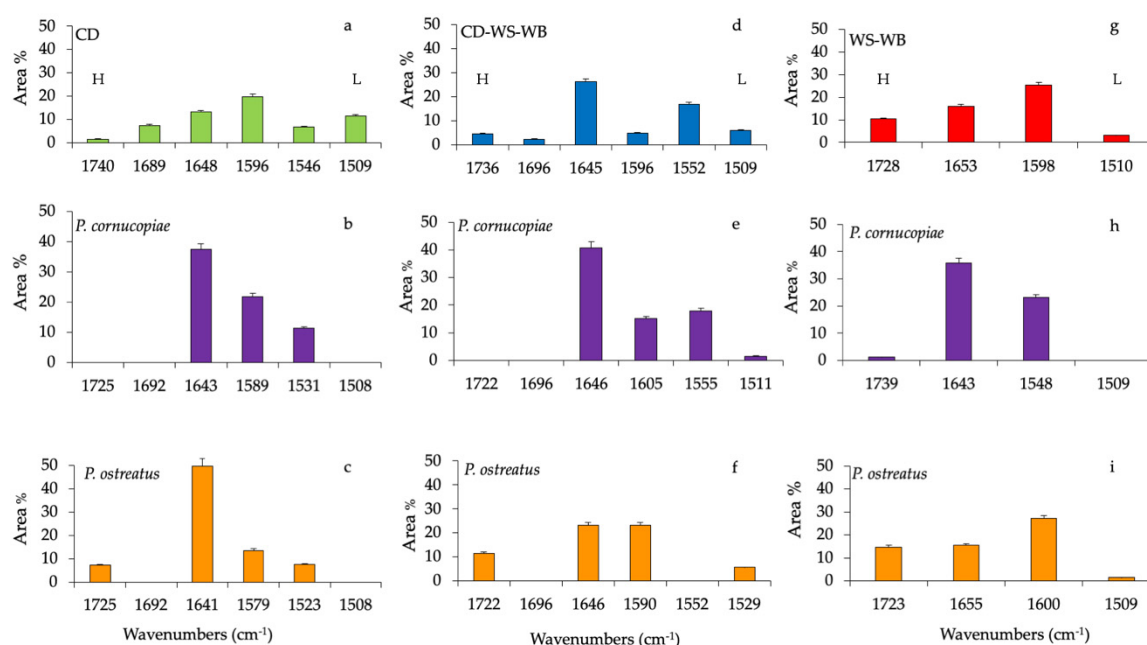 CD a
50
40
30
20
10
0
Area %
H L
1740 1689 1648 1596 1546 1509
CD-WS-WB d
50
40
30
20
10
0
Area %
H L
1736 1696 1645 1596 1552 1509
WS-WB g
50
40
30
20
10
0
Area %
H L
1728 1653 1598 1510
P. cornucopiae b
50
40
30
20
10
0
Area %
1725 1692 1643 1589 1531 1508
P. cornucopiae e
50
40
30
20
10
0
Area %
1722 1696 1646 1605 1555 1511
P. cornucopiae h
50
40
30
20
10
0
Area %
1739 1643 1548 1509
P. ostreatus c
50
40
30
20
10
0
Area %
1725 1692 1641 1579 1523 1508
Wavenumbers (cm-1)
P. ostreatus f
50
40
30
20
10
0
Area %
1722 1696 1646 1590 1552 1529
Wavenumbers (cm-1)
P. ostreatus i
50
40
30
20
10
0
Area %
1723 1655 1600 1509
Wavenumbers (cm-1)